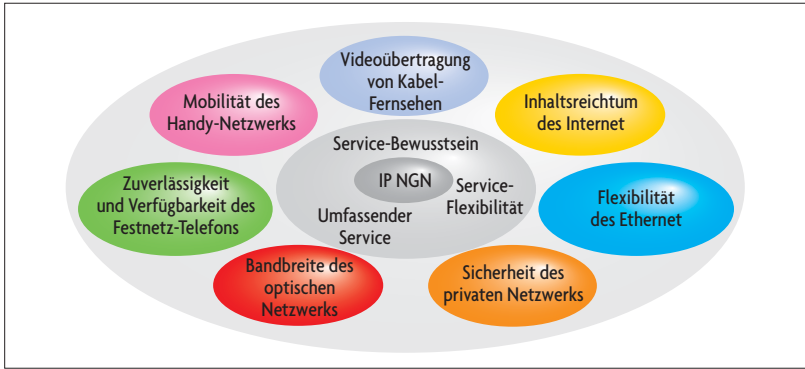 Videoübertragung
von Kabel-
Fernsehen
Mobilität des
Handy-Netzwerks
Inhaltsreichtum
des Internet
Service-Bewusstsein
IP NGN
Service-
Flexibilität
Umfassender
Service
Zuverlässigkeit
und Verfügbarkeit des
Festnetz-Telefons
Flexibilität
des Ethernet
Bandbreite des
optischen
Netzwerks
Sicherheit des
privaten Netzwerks